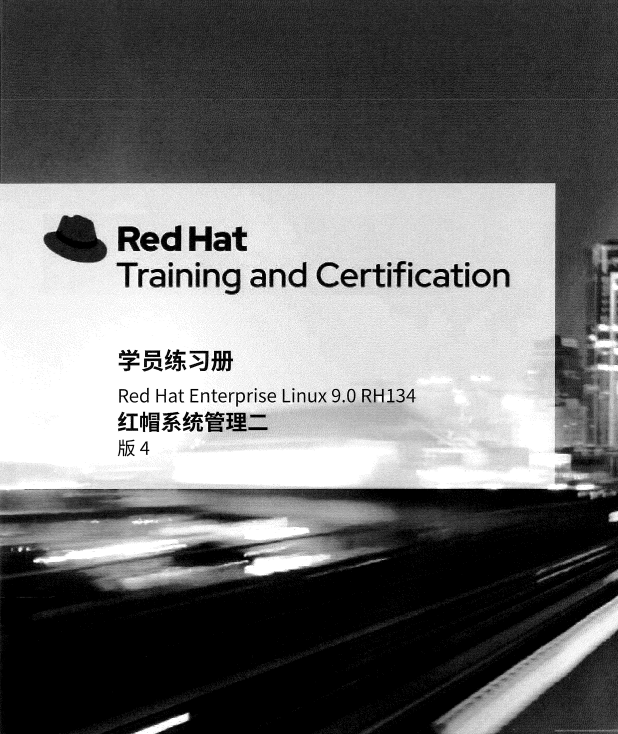 Red Hat
Training and Certification
学员练习册
Red Hat Enterprise Linux 9.0 RH134
红帽系统管理二
版 4